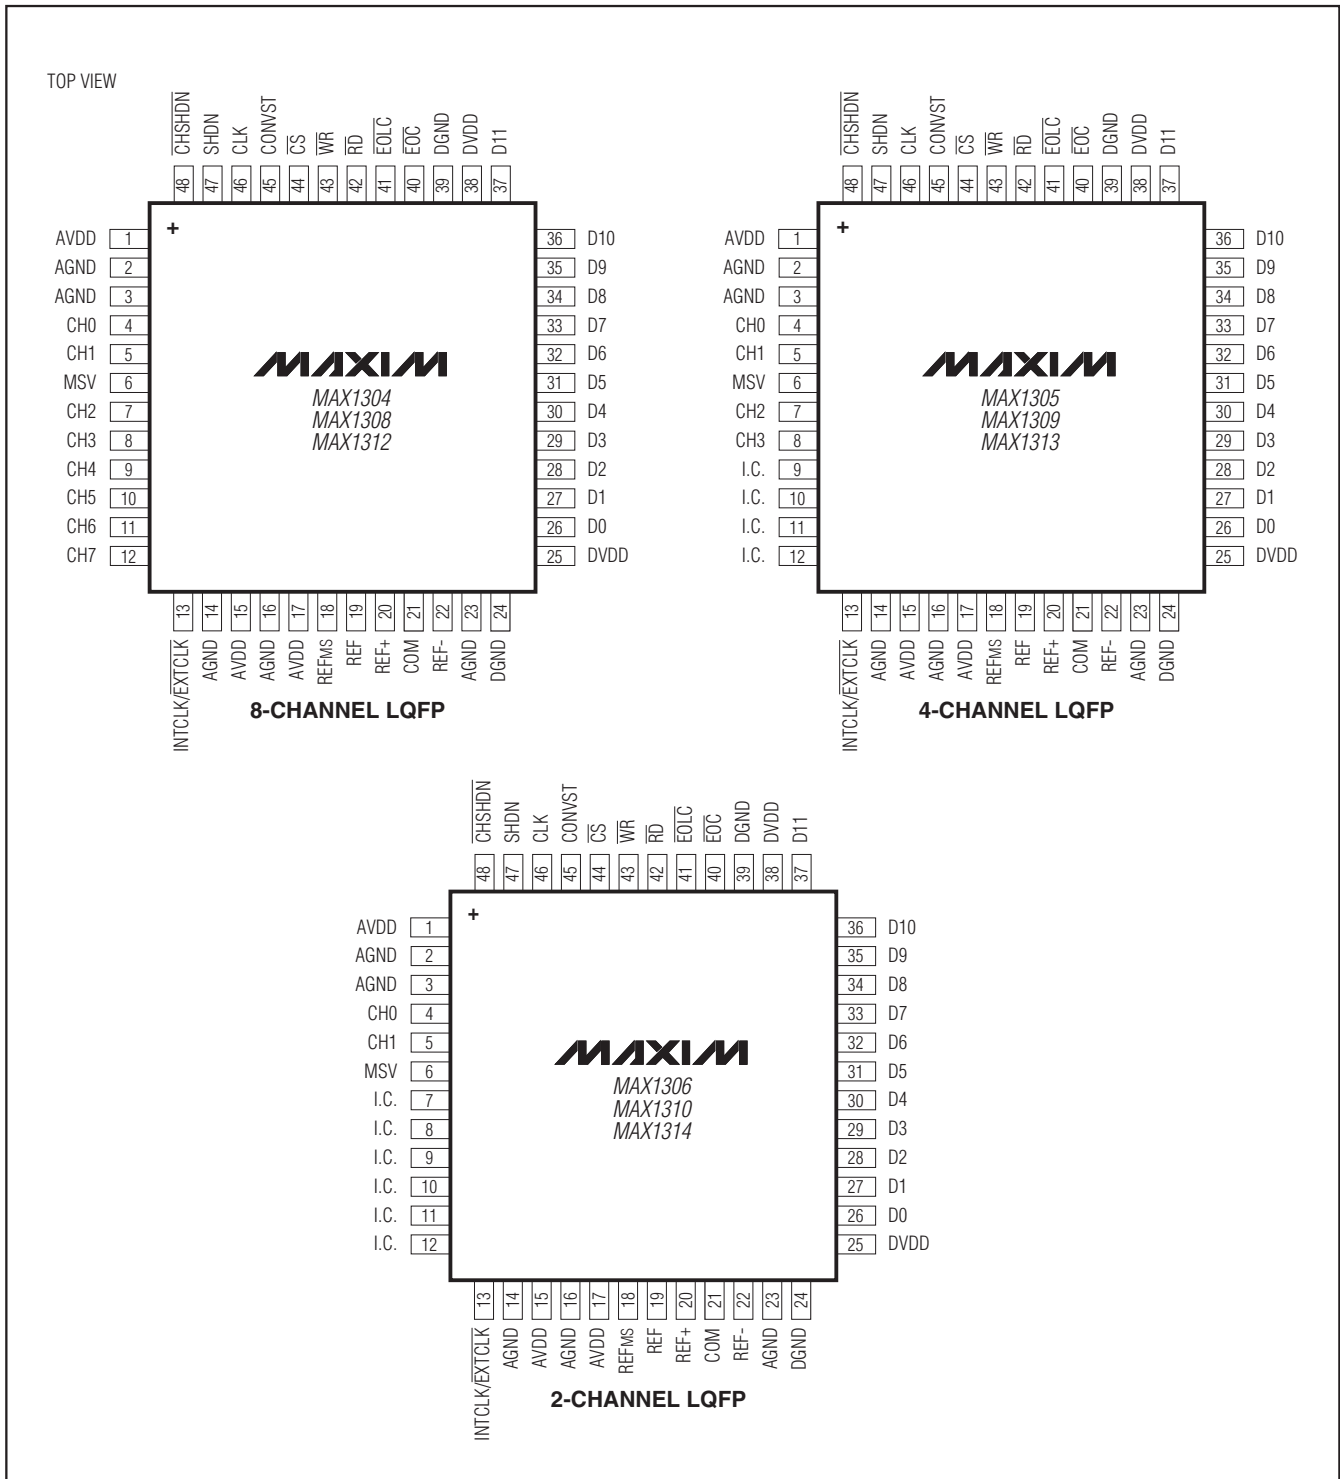 TOP VIEW
CHSHDN SHDN CLK CONVST CS WR RD EOLC EOC DGND DVDD D11
48 47 46 45 44 43 42 41 40 39 38 37
+
AVDD 1
AGND 2
AGND 3
CH0 4
CH1 5
MSV 6
CH2 7
CH3 8
CH4 9
CH5 10
CH6 11
CH7 12
MAXIM
MAX1304
MAX1308
MAX1312
36 D10
35 D9
34 D8
33 D7
32 D6
31 D5
30 D4
29 D3
28 D2
27 D1
26 D0
25 DVDD
13 14 15 16 17 18 19 20 21 22 23 24
INTCLK/EXTCLK AGND AVDD AGND AVDD REFMS REF REF+ COM REF- AGND DGND
8-CHANNEL LQFP
CHSHDN SHDN CLK CONVST CS WR RD EOLC EOC DGND DVDD D11
48 47 46 45 44 43 42 41 40 39 38 37
+
AVDD 1
AGND 2
AGND 3
CH0 4
CH1 5
MSV 6
CH2 7
CH3 8
I.C. 9
I.C. 10
I.C. 11
I.C. 12
MAXIM
MAX1305
MAX1309
MAX1313
36 D10
35 D9
34 D8
33 D7
32 D6
31 D5
30 D4
29 D3
28 D2
27 D1
26 D0
25 DVDD
13 14 15 16 17 18 19 20 21 22 23 24
INTCLK/EXTCLK AGND AVDD AGND AVDD REFMS REF REF+ COM REF- AGND DGND
4-CHANNEL LQFP
CHSHDN SHDN CLK CONVST CS WR RD EOLC EOC DGND DVDD D11
48 47 46 45 44 43 42 41 40 39 38 37
+
AVDD 1
AGND 2
AGND 3
CH0 4
CH1 5
MSV 6
I.C. 7
I.C. 8
I.C. 9
I.C. 10
I.C. 11
I.C. 12
MAXIM
MAX1306
MAX1310
MAX1314
36 D10
35 D9
34 D8
33 D7
32 D6
31 D5
30 D4
29 D3
28 D2
27 D1
26 D0
25 DVDD
13 14 15 16 17 18 19 20 21 22 23 24
INTCLK/EXTCLK AGND AVDD AGND AVDD REFMS REF REF+ COM REF- AGND DGND
2-CHANNEL LQFP